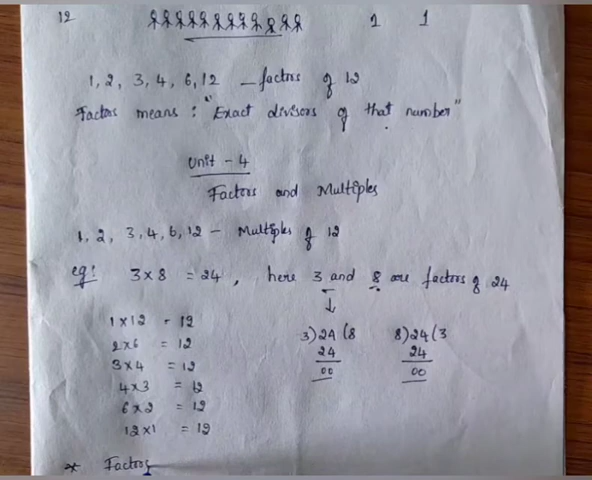 12 1 1
1, 2, 3, 4, 6, 12 – factors of 12
Factors means : "Exact divisors of that number"
Unit - 4
Factors and Multiples
1, 2, 3, 4, 6, 12 – Multiples of 12
eg: 3 x 8 = 24, here 3 and 8 are factors of 24
1 x 12 = 12
2 x 6 = 12
3 x 4 = 12
4 x 3 = 12
6 x 2 = 12
12 x 1 = 12
3)24(8 8)24(3
24 24
00 00
* Factors